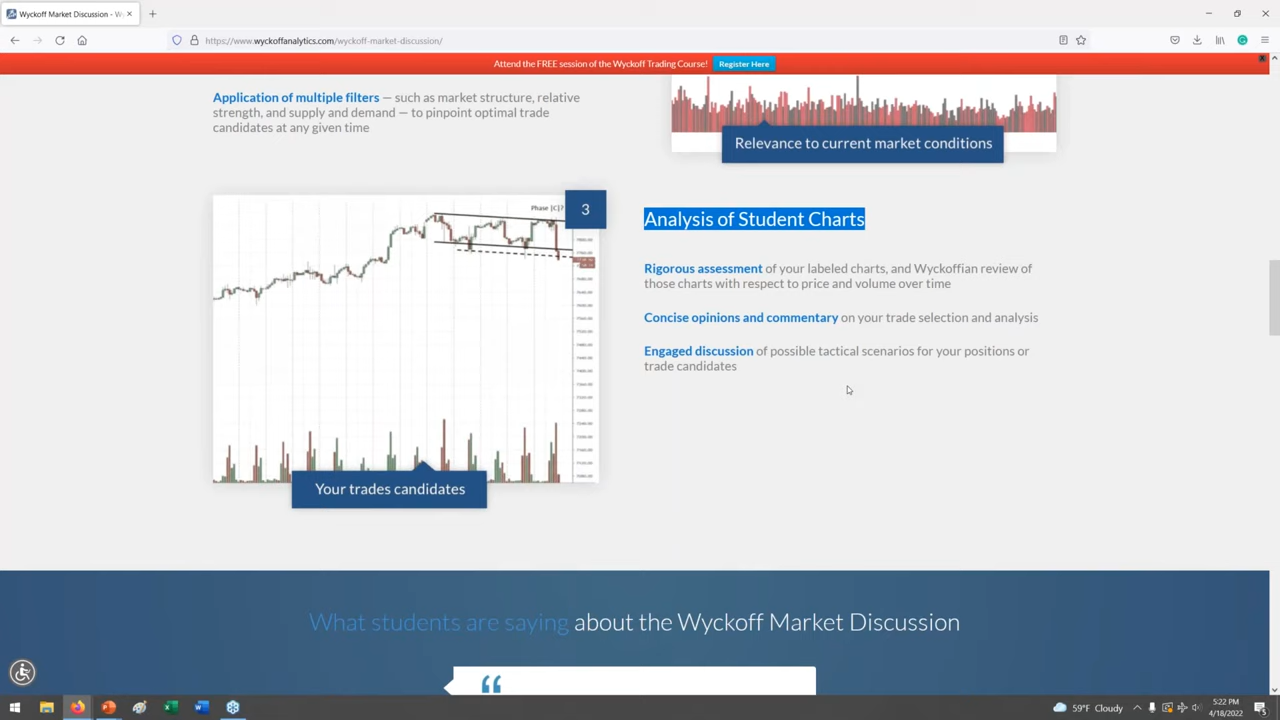 Wyckoff Market Discussion - Wy
https://www.wyckoffanalytics.com/wyckoff-market-discussion/
Attend the FREE session of the Wyckoff Trading Course!
Register Here
Application of multiple filters — such as market structure, relative
strength, and supply and demand — to pinpoint optimal trade
candidates at any given time
Relevance to current market conditions
Phase [C]?
3
Your trades candidates
Analysis of Student Charts
Rigorous assessment of your labeled charts, and Wyckoffian review of
those charts with respect to price and volume over time
Concise opinions and commentary on your trade selection and analysis
Engaged discussion of possible tactical scenarios for your positions or
trade candidates
What students are saying about the Wyckoff Market Discussion
“
59°F Cloudy
5:22 PM
4/18/2022
5